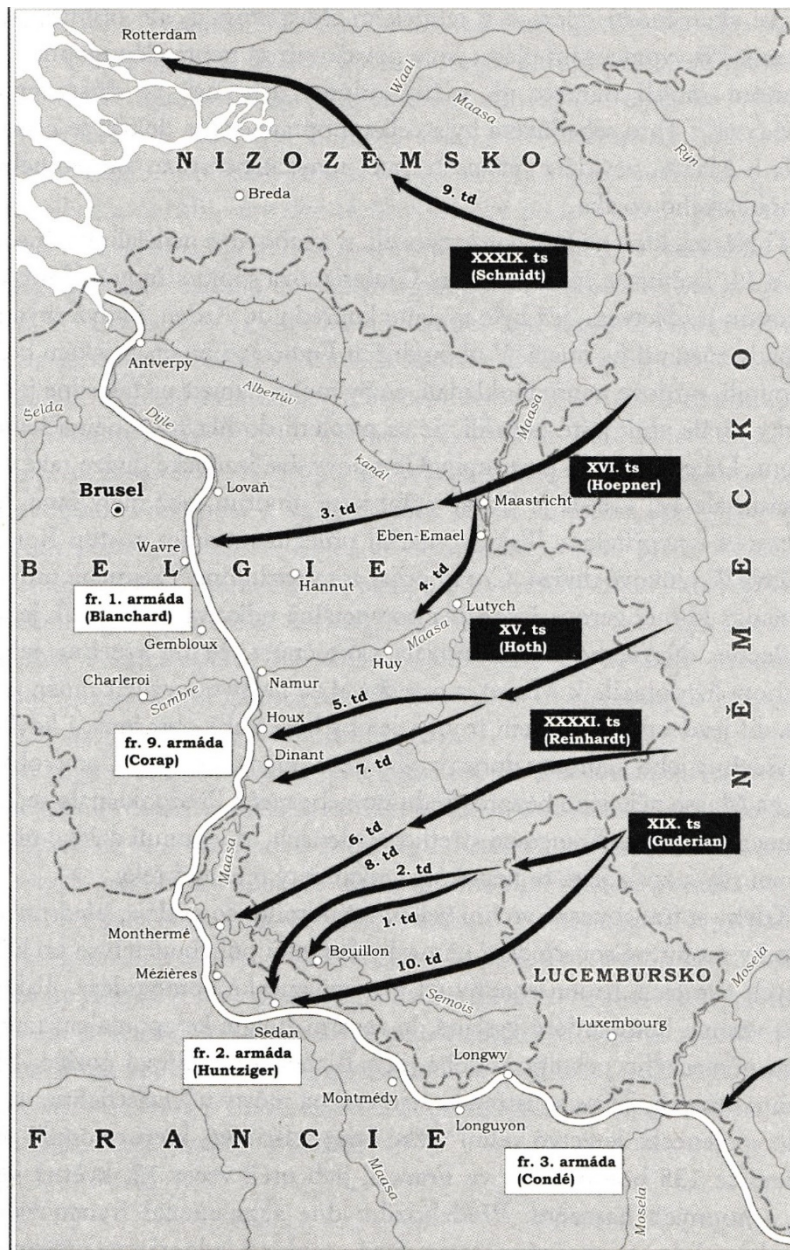 Rotterdam
Waal
Maasa
Rýn
NIZOZEMSKO
Breda
9. td
XXXIX. ts
(Schmidt)
Antverpy
Albertův
kanál
Maasa
Šelda
Dijle
XVI. ts
(Hoepner)
Lovaň
Maastricht
Brusel
3. td
Eben-Emael
Wavre
BELGIE
Hannut
4. td
fr. 1. armáda
(Blanchard)
Lutych
Gembloux
Maasa
XV. ts
(Hoth)
Huy
Charleroi
Sambre
Namur
5. td
Houx
XXXXI. ts
(Reinhardt)
fr. 9. armáda
(Corap)
Dinant
7. td
NĚMECKO
6. td
8. td
XIX. ts
(Guderian)
Maasa
2. td
Monthermé
1. td
Bouillon
Mézières
10. td
LUCEMBURSKO
Mosela
Semois
Sedan
Luxembourg
fr. 2. armáda
(Huntziger)
Longwy
Montmédy
Longuyon
FRANCIE
fr. 3. armáda
(Condé)
Maasa
Mosela